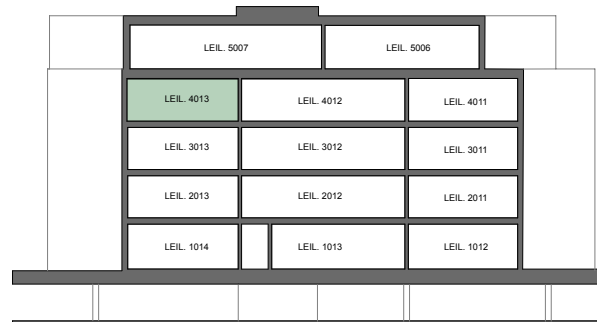 LEIL. 5007
LEIL. 5006
LEIL. 4013
LEIL. 4012
LEIL. 4011
LEIL. 3013
LEIL. 3012
LEIL. 3011
LEIL. 2013
LEIL. 2012
LEIL. 2011
LEIL. 1014
LEIL. 1013
LEIL. 1012